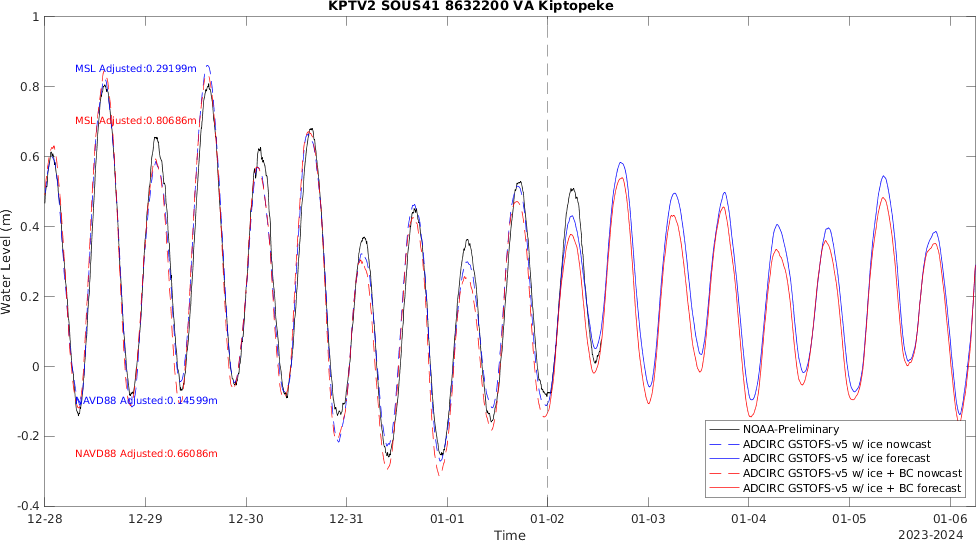 KPTV2 SOUS41 8632200 VA Kiptopeke
Water Level (m)
1
0.8
0.6
0.4
0.2
0
-0.2
-0.4
MSL Adjusted:0.29199m
MSL Adjusted:0.80686m
NAVD88 Adjusted:0.14599m
NAVD88 Adjusted:0.66086m
NOAA-Preliminary
ADCIRC GSTOFS-v5 w/ ice nowcast
ADCIRC GSTOFS-v5 w/ ice forecast
ADCIRC GSTOFS-v5 w/ ice + BC nowcast
ADCIRC GSTOFS-v5 w/ ice + BC forecast
12-28 12-29 12-30 12-31 01-01 01-02 01-03 01-04 01-05 01-06
Time
2023-2024